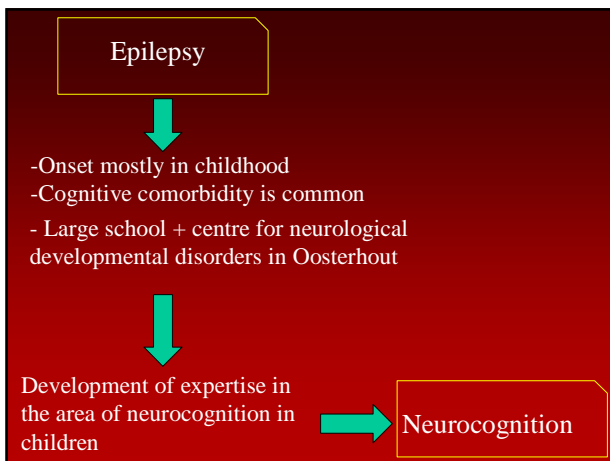 Epilepsy
-Onset mostly in childhood
-Cognitive comorbidity is common
- Large school + centre for neurological
developmental disorders in Oosterhout
Development of expertise in
the area of neurocognition in
children
Neurocognition